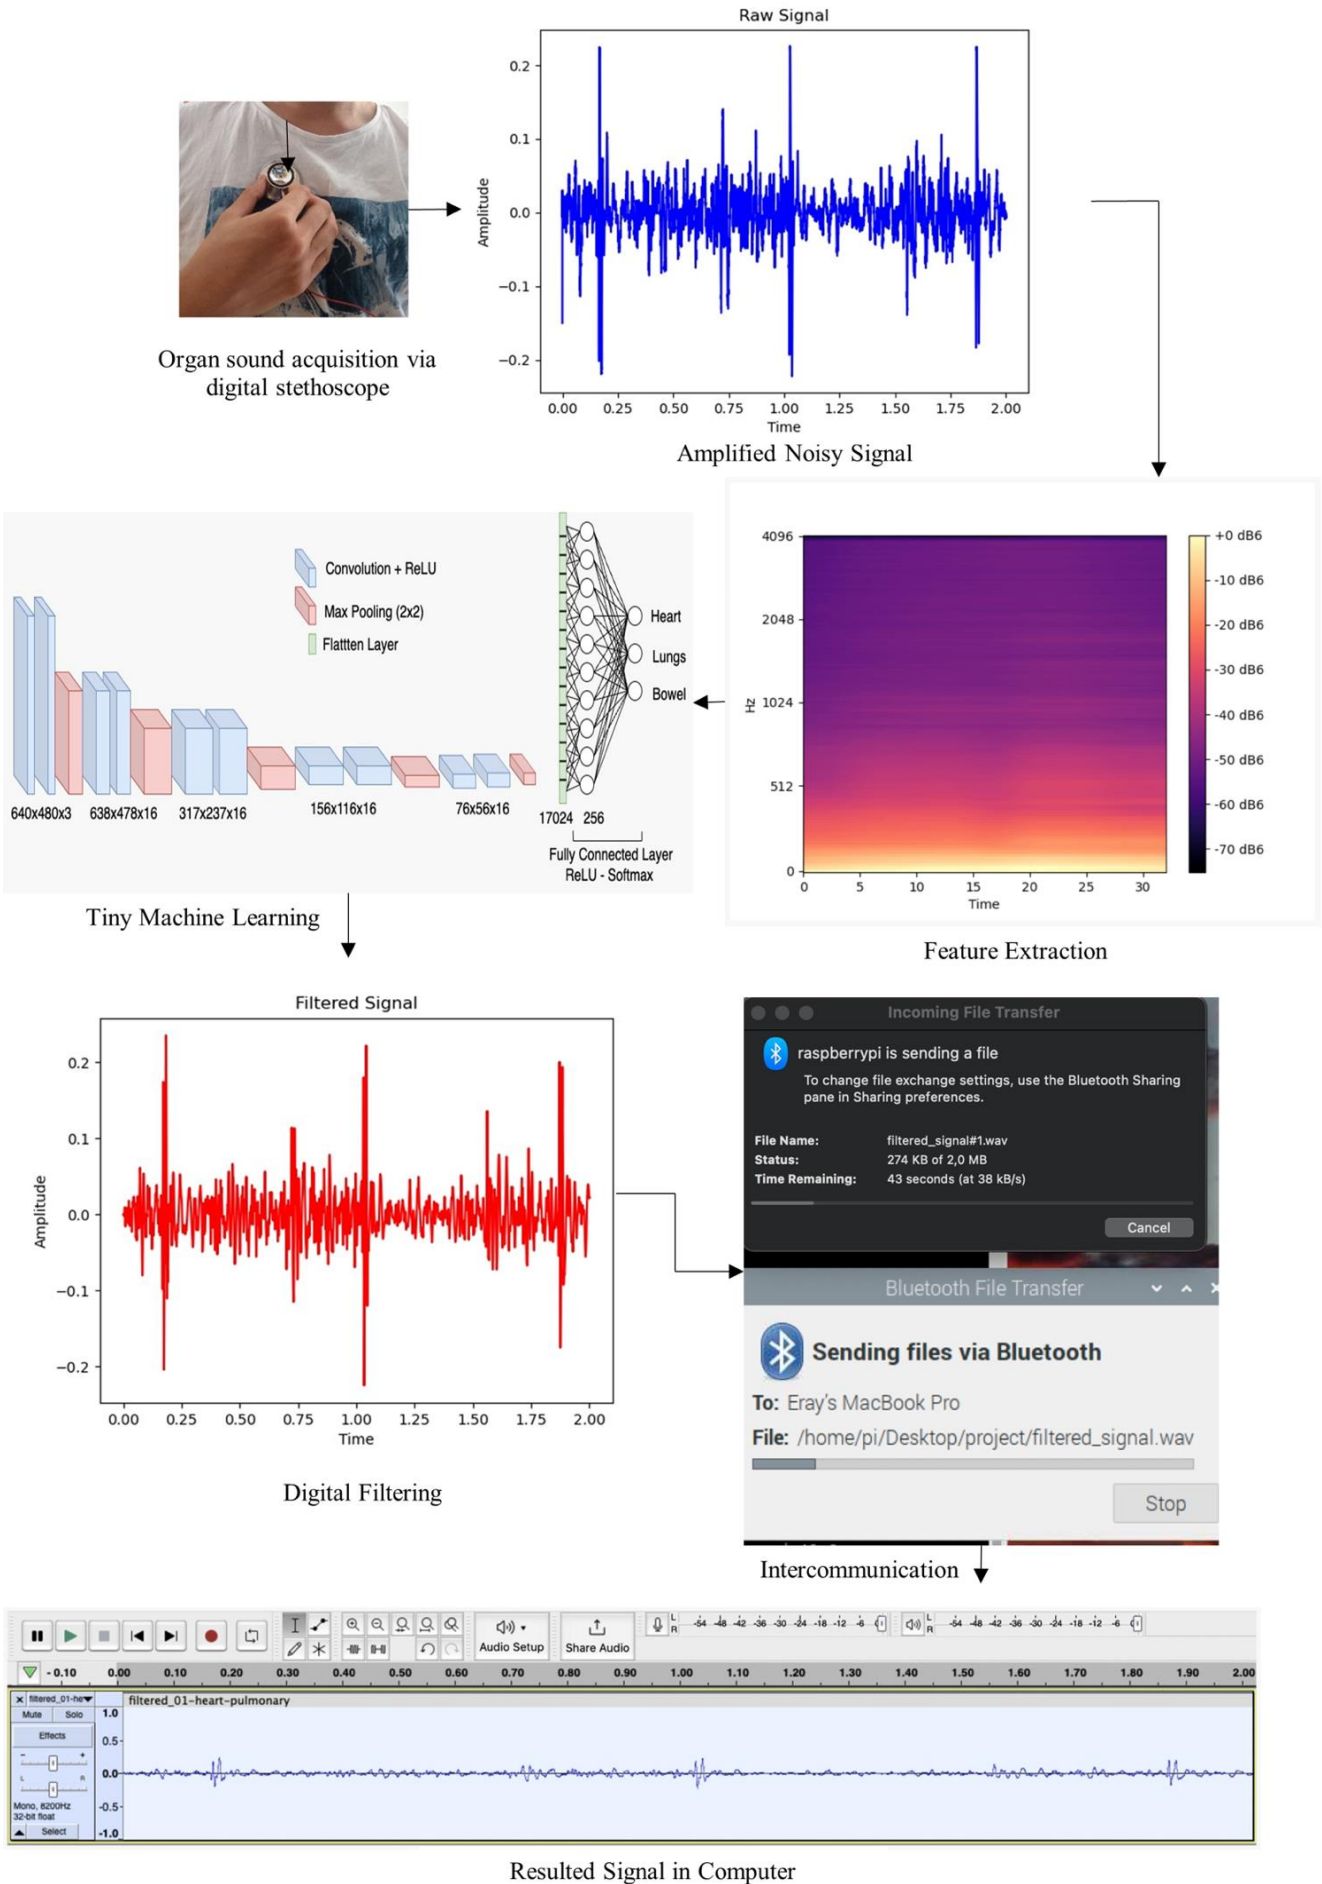 Raw Signal
0.2
0.1
0.0
−0.1
−0.2
Amplitude
0.00 0.25 0.50 0.75 1.00 1.25 1.50 1.75 2.00
Time
Organ sound acquisition via
digital stethoscope
Amplified Noisy Signal
Convolution + ReLU
Max Pooling (2x2)
Flattten Layer
Heart
Lungs
Bowel
640x480x3 638x478x16 317x237x16 156x116x16 76x56x16 17024 256
Fully Connected Layer
ReLU - Softmax
Tiny Machine Learning
4096
2048
1024
512
0
Hz
0 5 10 15 20 25 30
Time
+0 dB6
-10 dB6
-20 dB6
-30 dB6
-40 dB6
-50 dB6
-60 dB6
-70 dB6
Feature Extraction
Filtered Signal
0.2
0.1
0.0
−0.1
−0.2
Amplitude
0.00 0.25 0.50 0.75 1.00 1.25 1.50 1.75 2.00
Time
Digital Filtering
Incoming File Transfer
raspberrypi is sending a file
To change file exchange settings, use the Bluetooth Sharing
pane in Sharing preferences.
File Name: filtered_signal#1.wav
Status: 274 KB of 2,0 MB
Time Remaining: 43 seconds (at 38 kB/s)
Cancel
Bluetooth File Transfer
Sending files via Bluetooth
To: Eray's MacBook Pro
File: /home/pi/Desktop/project/filtered_signal.wav
Stop
Intercommunication
Audio Setup
Share Audio
L
R
-54 -48 -42 -36 -30 -24 -18 -12 -6
L
R
-54 -48 -42 -36 -30 -24 -18 -12 -6
-0.10 0.00 0.10 0.20 0.30 0.40 0.50 0.60 0.70 0.80 0.90 1.00 1.10 1.20 1.30 1.40 1.50 1.60 1.70 1.80 1.90 2.00
filtered_01-he
filtered_01-heart-pulmonary
Mute Solo
Effects
- +
L R
Mono, 8200Hz
32-bit float
Select
1.0
0.5
0.0
-0.5
-1.0
Resulted Signal in Computer